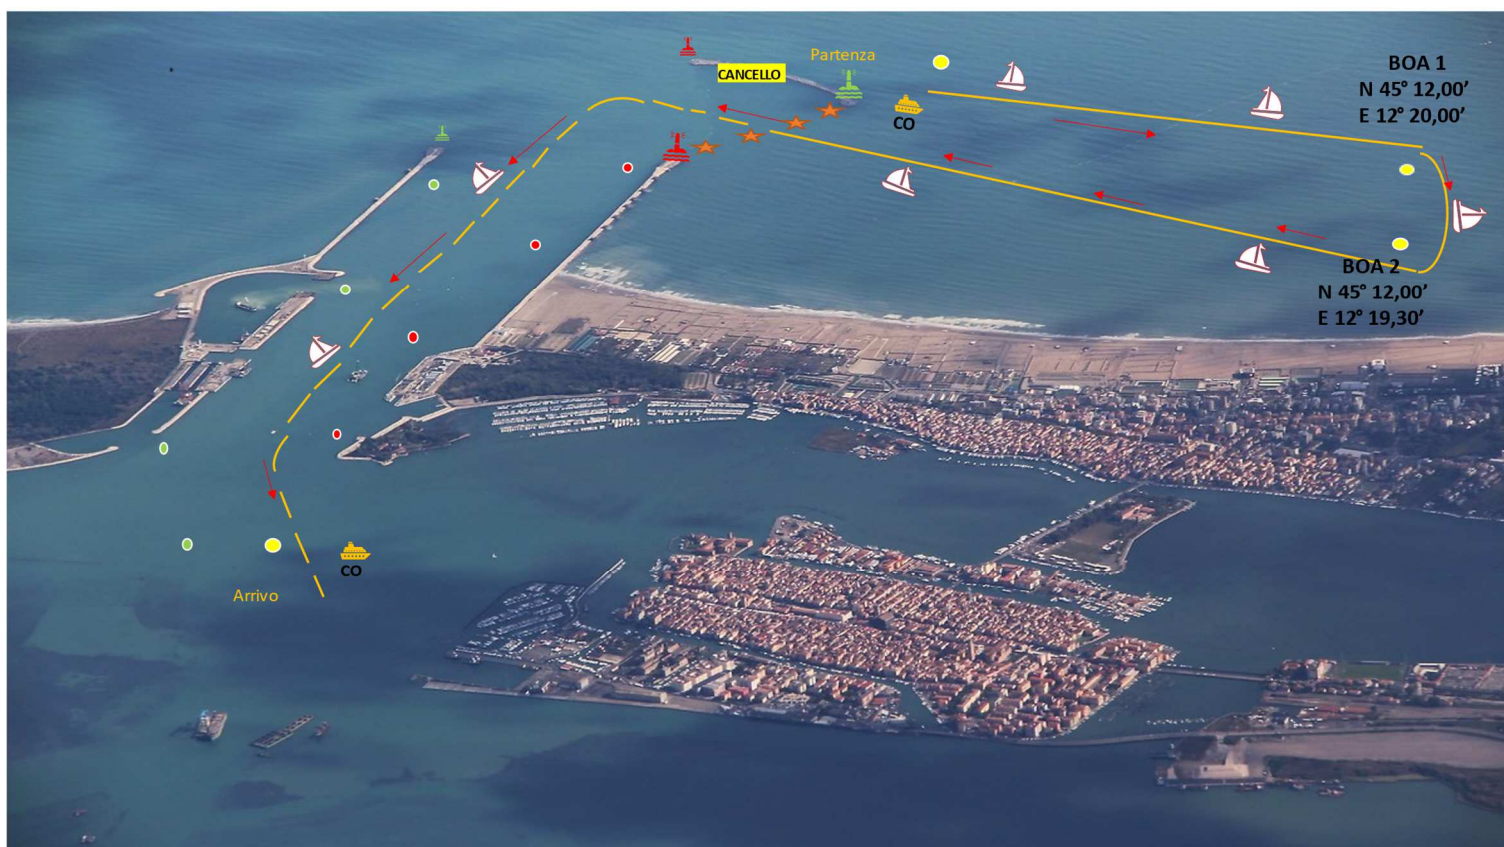 Partenza
CANCELLO
CO
BOA 1
N 45° 12,00’
E 12° 20,00’
BOA 2
N 45° 12,00’
E 12° 19,30’
CO
Arrivo